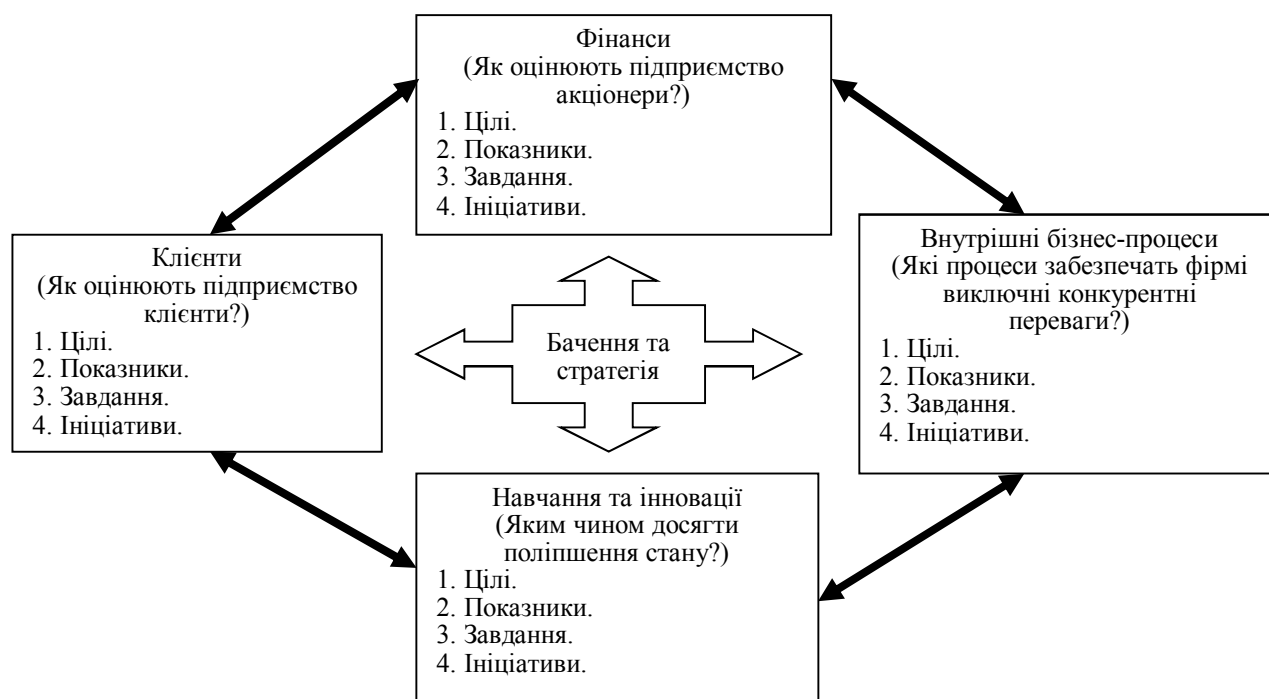 Фінанси
(Як оцінюють підприємство
акціонери?)
1. Цілі.
2. Показники.
3. Завдання.
4. Ініціативи.
Клієнти
(Як оцінюють підприємство
клієнти?)
1. Цілі.
2. Показники.
3. Завдання.
4. Ініціативи.
Бачення та
стратегія
Внутрішні бізнес-процеси
(Які процеси забезпечать фірмі
виключні конкурентні
переваги?)
1. Цілі.
2. Показники.
3. Завдання.
4. Ініціативи.
Навчання та інновації
(Яким чином досягти
поліпшення стану?)
1. Цілі.
2. Показники.
3. Завдання.
4. Ініціативи.